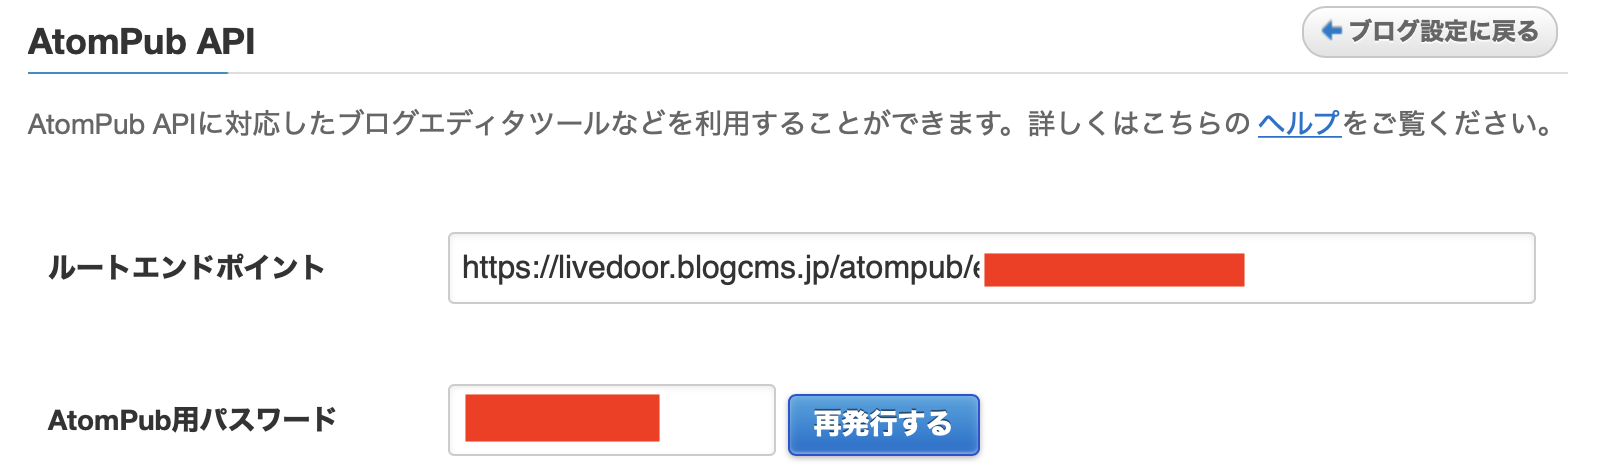 AtomPub API
ブログ設定に戻る
AtomPub APIに対応したブログエディタツールなどを利用することができます。詳しくはこちらの ヘルプをご覧ください。
ルートエンドポイント
https://livedoor.blogcms.jp/atompub/
AtomPub用パスワード
再発行する